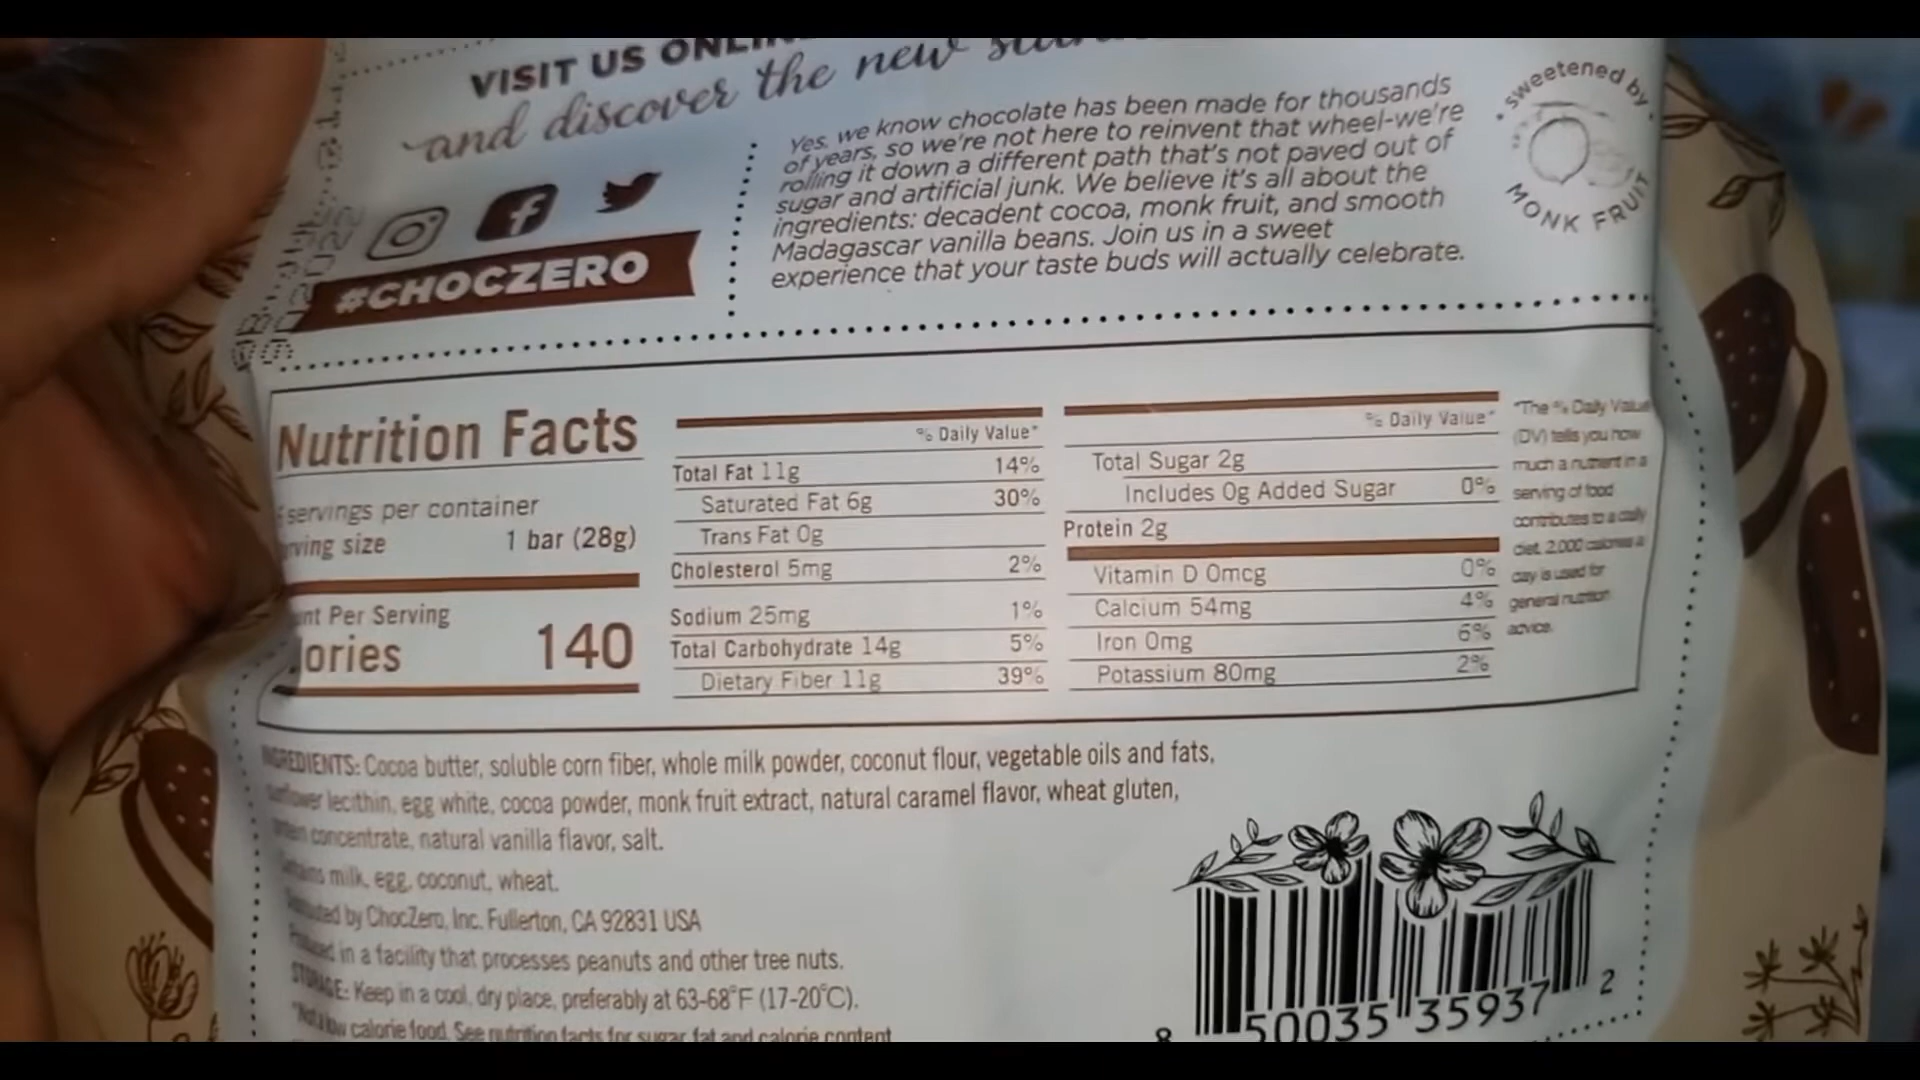 VISIT US
and discover the new
Yes, we know chocolate has been made for thousands
of years, so we're not here to reinvent that wheel-we're
rolling it down a different path that's not paved out of
sugar and artificial junk. We believe it's all about the
ingredients: decadent cocoa, monk fruit, and smooth
Madagascar vanilla beans. Join us in a sweet
experience that your taste buds will actually celebrate.
sweetened by
MONK FRUIT
#CHOCZERO
Nutrition Facts
servings per container
size 1 bar (28g)
Per Serving
140
% Daily Value*
Total Fat 11g 14%
Saturated Fat 6g 30%
Trans Fat 0g
Cholesterol 5mg 2%
Sodium 25mg 1%
Total Carbohydrate 14g 5%
Dietary Fiber 11g 39%
% Daily Value*
Total Sugar 2g
Includes 0g Added Sugar 0%
Protein 2g
Vitamin D 0mcg 0%
Calcium 54mg 4%
Iron 0mg 6%
Potassium 80mg 2%
*The % Daily Value
(DV) tells you how
much a nutrient in a
serving of food
contributes to a daily
diet. 2,000 calories a
day is used for
general nutrition
advice.
INGREDIENTS: Cocoa butter, soluble corn fiber, whole milk powder, coconut flour, vegetable oils and fats,
lecithin, egg white, cocoa powder, monk fruit extract, natural caramel flavor, wheat gluten,
concentrate, natural vanilla flavor, salt.
milk, egg, coconut, wheat.
by ChocZero, Inc. Fullerton, CA 92831 USA
in a facility that processes peanuts and other tree nuts.
STORAGE: Keep in a cool, dry place, preferably at 63-68°F (17-20°C).
low calorie food. See nutrition facts for sugar, fat and calorie content
8 50035 35937 2